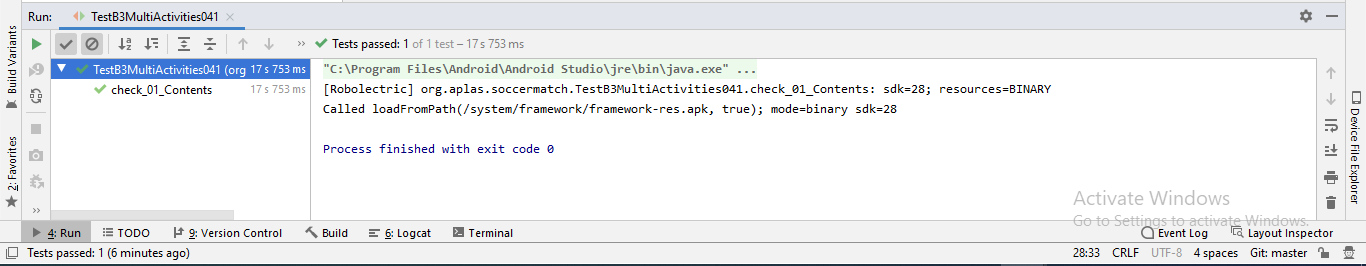 Run: TestB3MultiActivities041
Tests passed: 1 of 1 test – 17 s 753 ms
TestB3MultiActivities041 (org 17 s 753 ms
check_01_Contents 17 s 753 ms
"C:\Program Files\Android\Android Studio\jre\bin\java.exe" ...
[Robolectric] org.aplas.soccermatch.TestB3MultiActivities041.check_01_Contents: sdk=28; resources=BINARY
Called loadFromPath(/system/framework/framework-res.apk, true); mode=binary sdk=28
Process finished with exit code 0
Build Variants
2: Favorites
Device File Explorer
Activate Windows
Go to Settings to activate Windows.
4: Run TODO 9: Version Control Build 6: Logcat Terminal Event Log Layout Inspector
Tests passed: 1 (6 minutes ago) 28:33 CRLF UTF-8 4 spaces Git: master